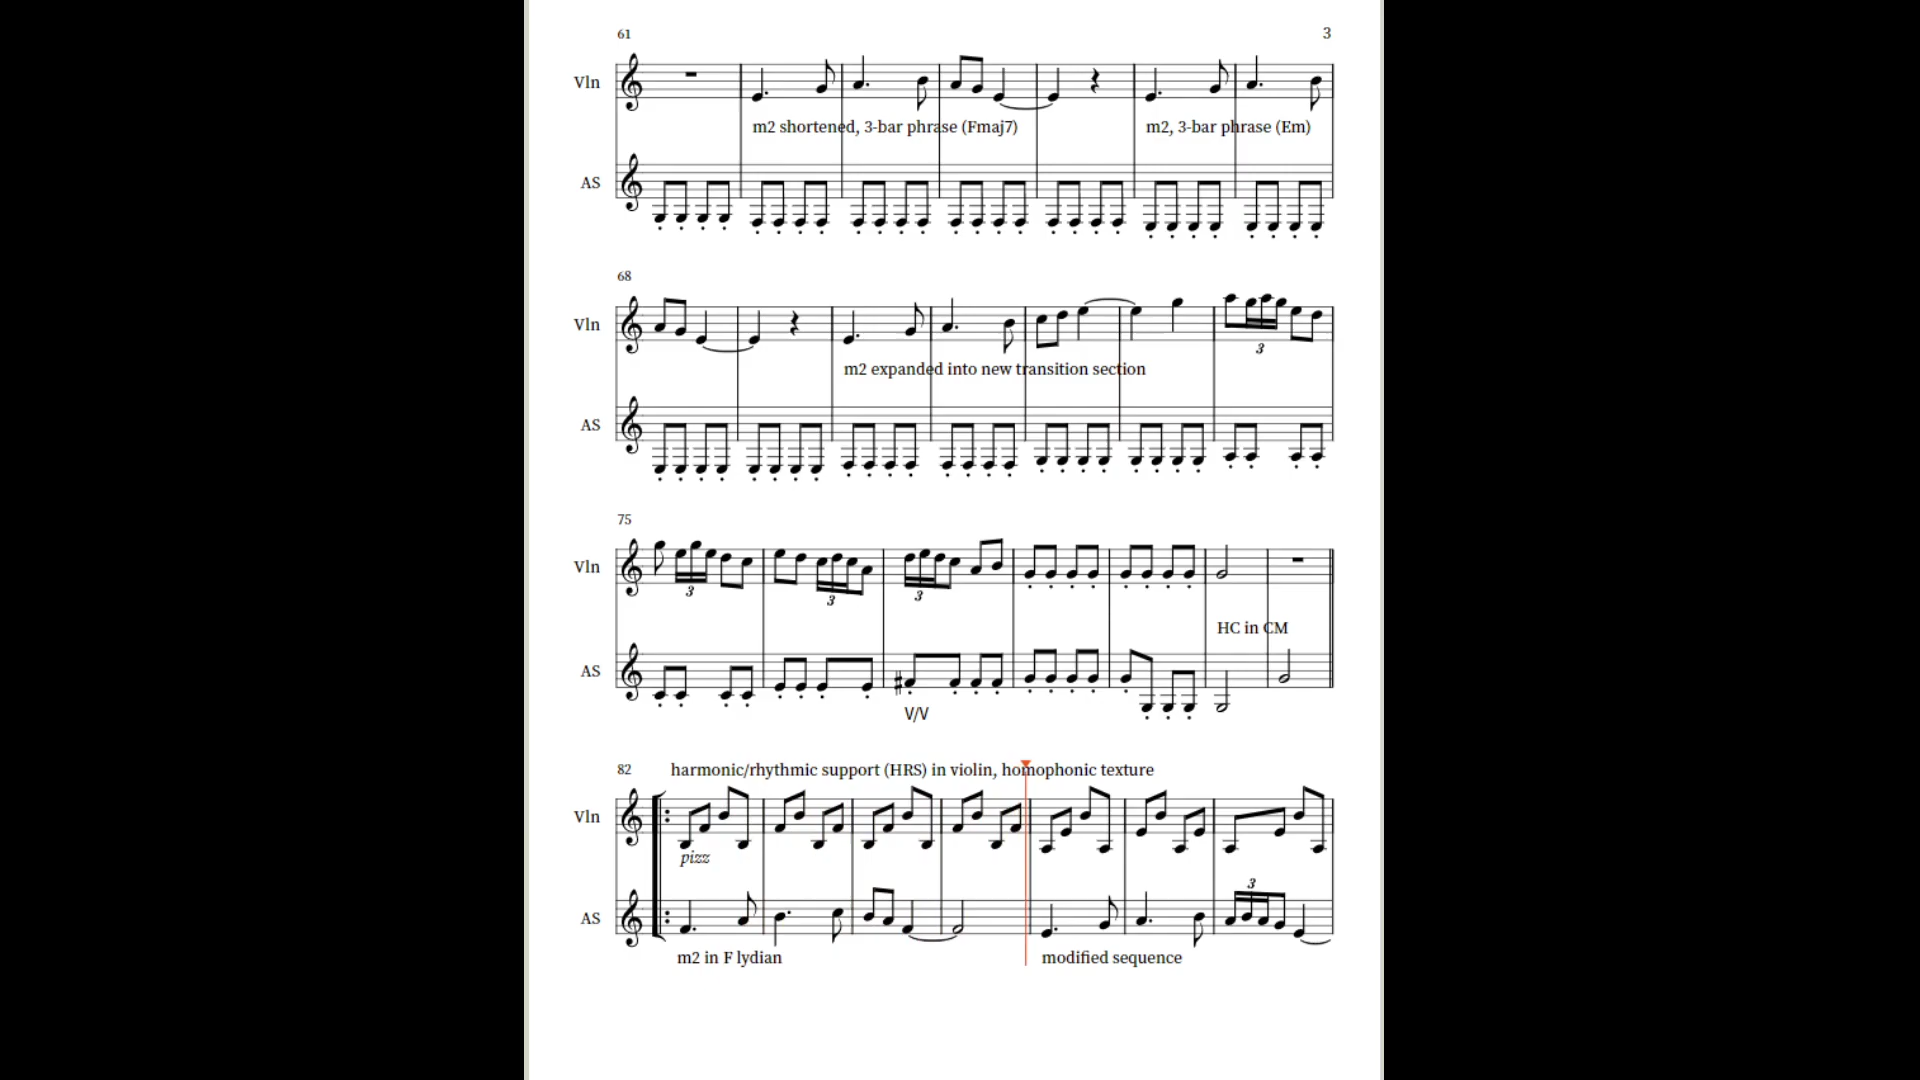 61
3
Vln
m2 shortened, 3-bar phrase (Fmaj7)
m2, 3-bar phrase (Em)
AS
68
Vln
3
m2 expanded into new transition section
AS
75
Vln
3
3
3
HC in CM
AS
V/V
82
harmonic/rhythmic support (HRS) in violin, homophonic texture
Vln
pizz
3
AS
m2 in F lydian
modified sequence